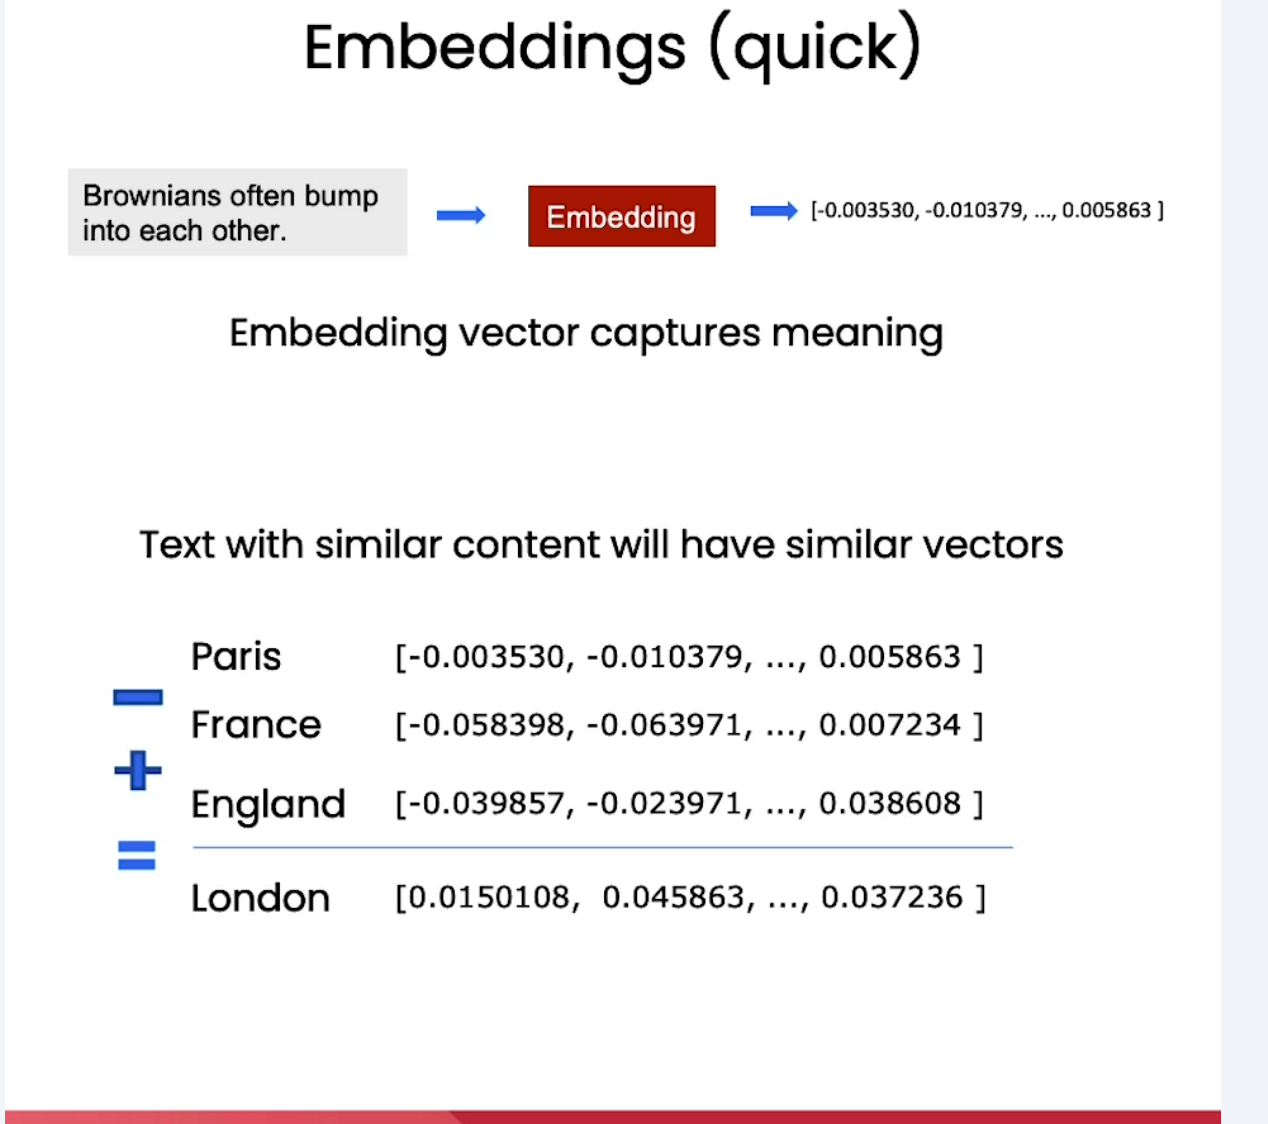 Embeddings (quick)
Brownians often bump
into each other.
Embedding
[-0.003530, -0.010379, ..., 0.005863 ]
Embedding vector captures meaning
Text with similar content will have similar vectors
Paris [-0.003530, -0.010379, ..., 0.005863 ]
−
France [-0.058398, -0.063971, ..., 0.007234 ]
+
England [-0.039857, -0.023971, ..., 0.038608 ]
=
London [0.0150108, 0.045863, ..., 0.037236 ]